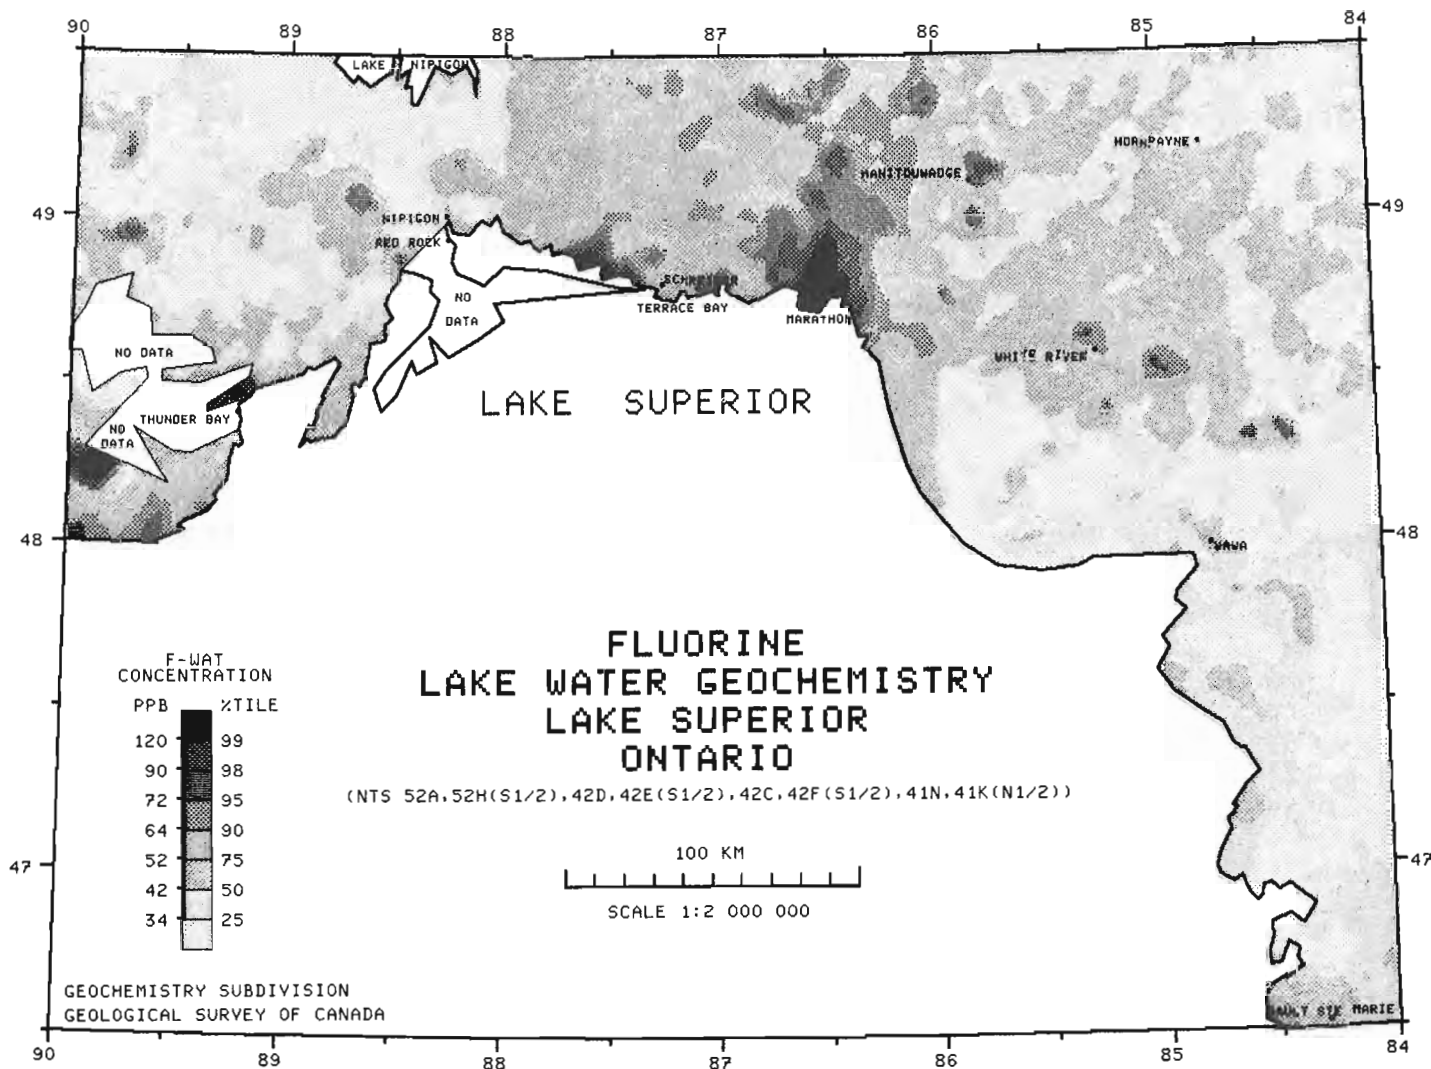 90
89
88
87
86
85
84
LAKE NIPIGON
HORNPAYNE
MANITOUWADGE
49
49
NIPIGON
RED ROCK
SCHREIBER
NO
DATA
TERRACE BAY
MARATHON
NO DATA
WHITE RIVER
LAKE SUPERIOR
THUNDER BAY
NO
DATA
48
48
WAWA
FLUORINE
LAKE WATER GEOCHEMISTRY
LAKE SUPERIOR
ONTARIO
(NTS 52A,52H(S1/2),42D,42E(S1/2),42C,42F(S1/2),41N,41K(N1/2))
F-WAT
CONCENTRATION
PPB %TILE
120 99
90 98
72 95
64 90
52 75
42 50
34 25
100 KM
SCALE 1:2 000 000
47
47
GEOCHEMISTRY SUBDIVISION
GEOLOGICAL SURVEY OF CANADA
AULT STE MARIE
90
89
88
87
86
85
84